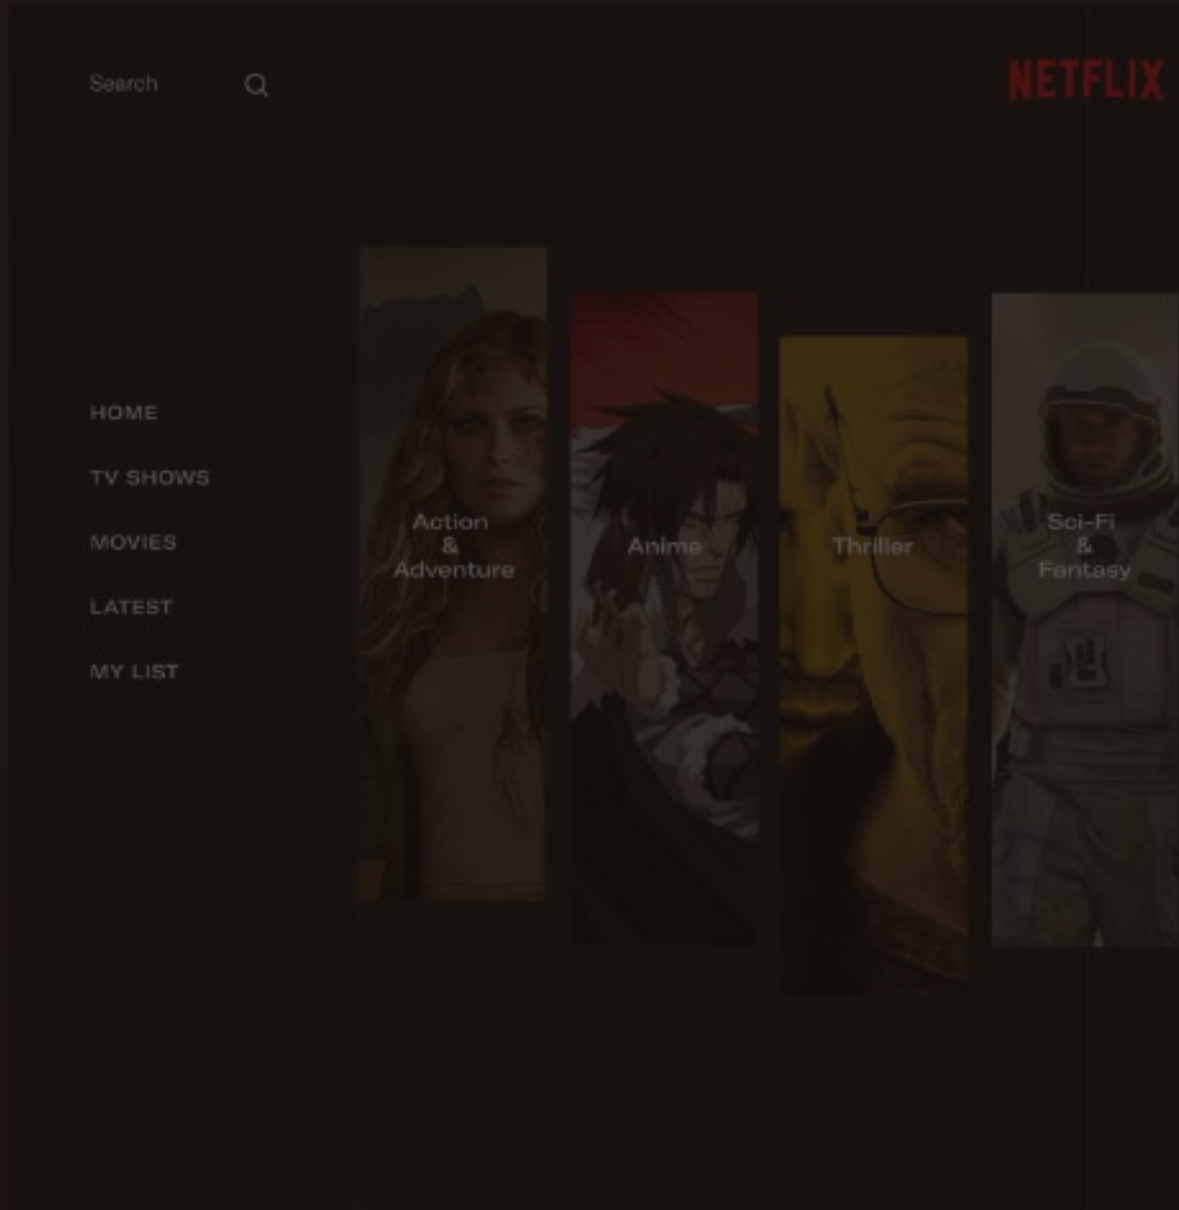 Search
NETFLIX
HOME
TV SHOWS
MOVIES
LATEST
MY LIST
Action
&
Adventure
Anime
Thriller
Sci-Fi
&
Fantasy